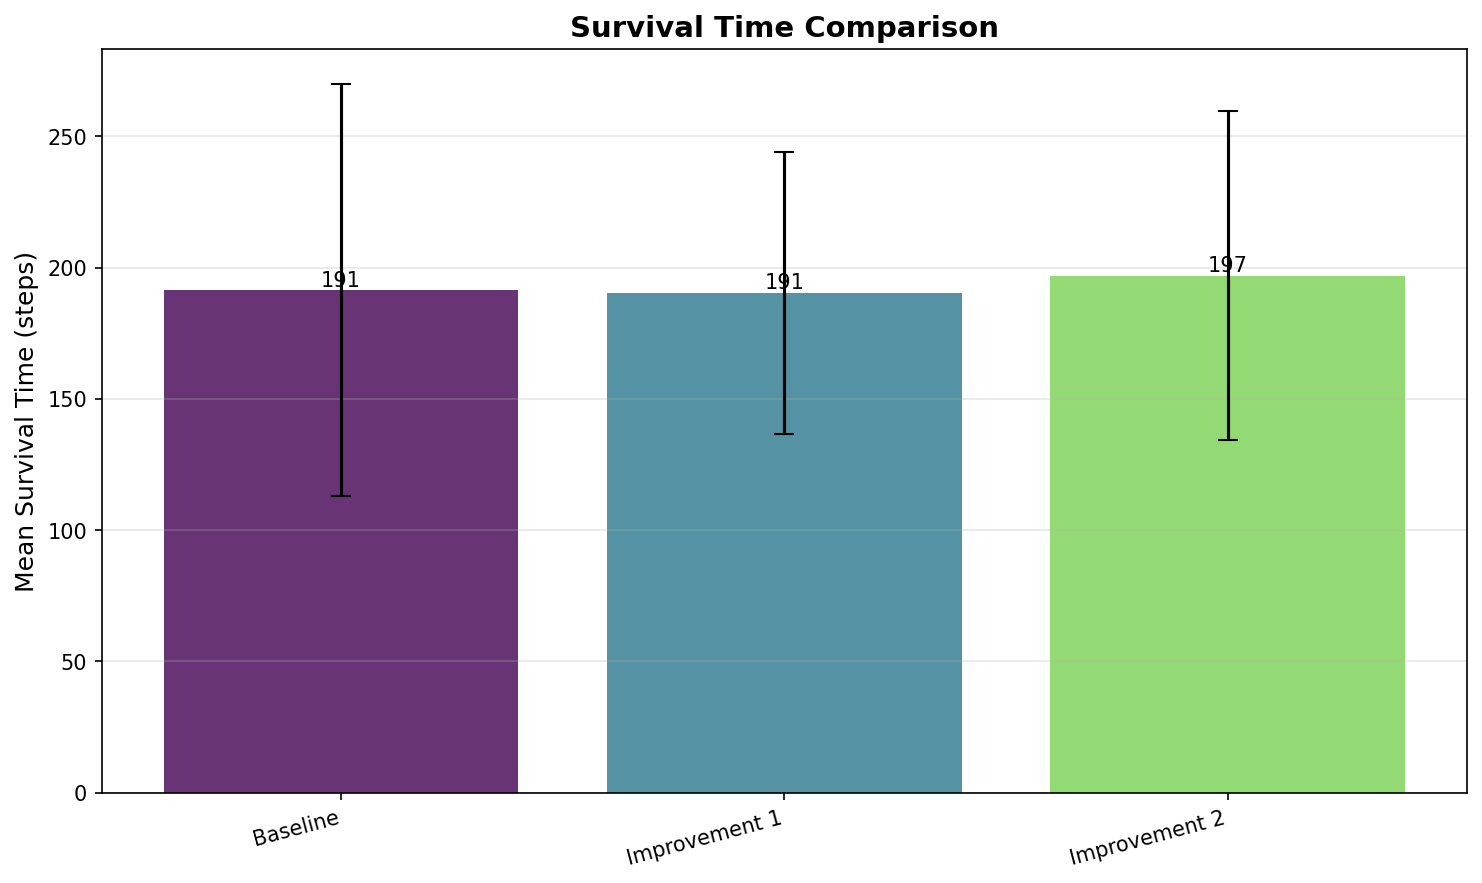 Survival Time Comparison
Mean Survival Time (steps)
250
200
150
100
50
0
191
191
197
Baseline
Improvement 1
Improvement 2